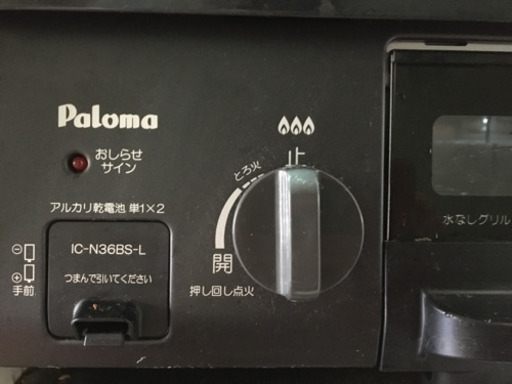 Paloma
おしらせ
サイン
アルカリ乾電池 単1×2
IC-N36BS-L
つまんで引いてください
⊖
⊕
手前
止
とろ火
開
押し回し点火
水なしグリル